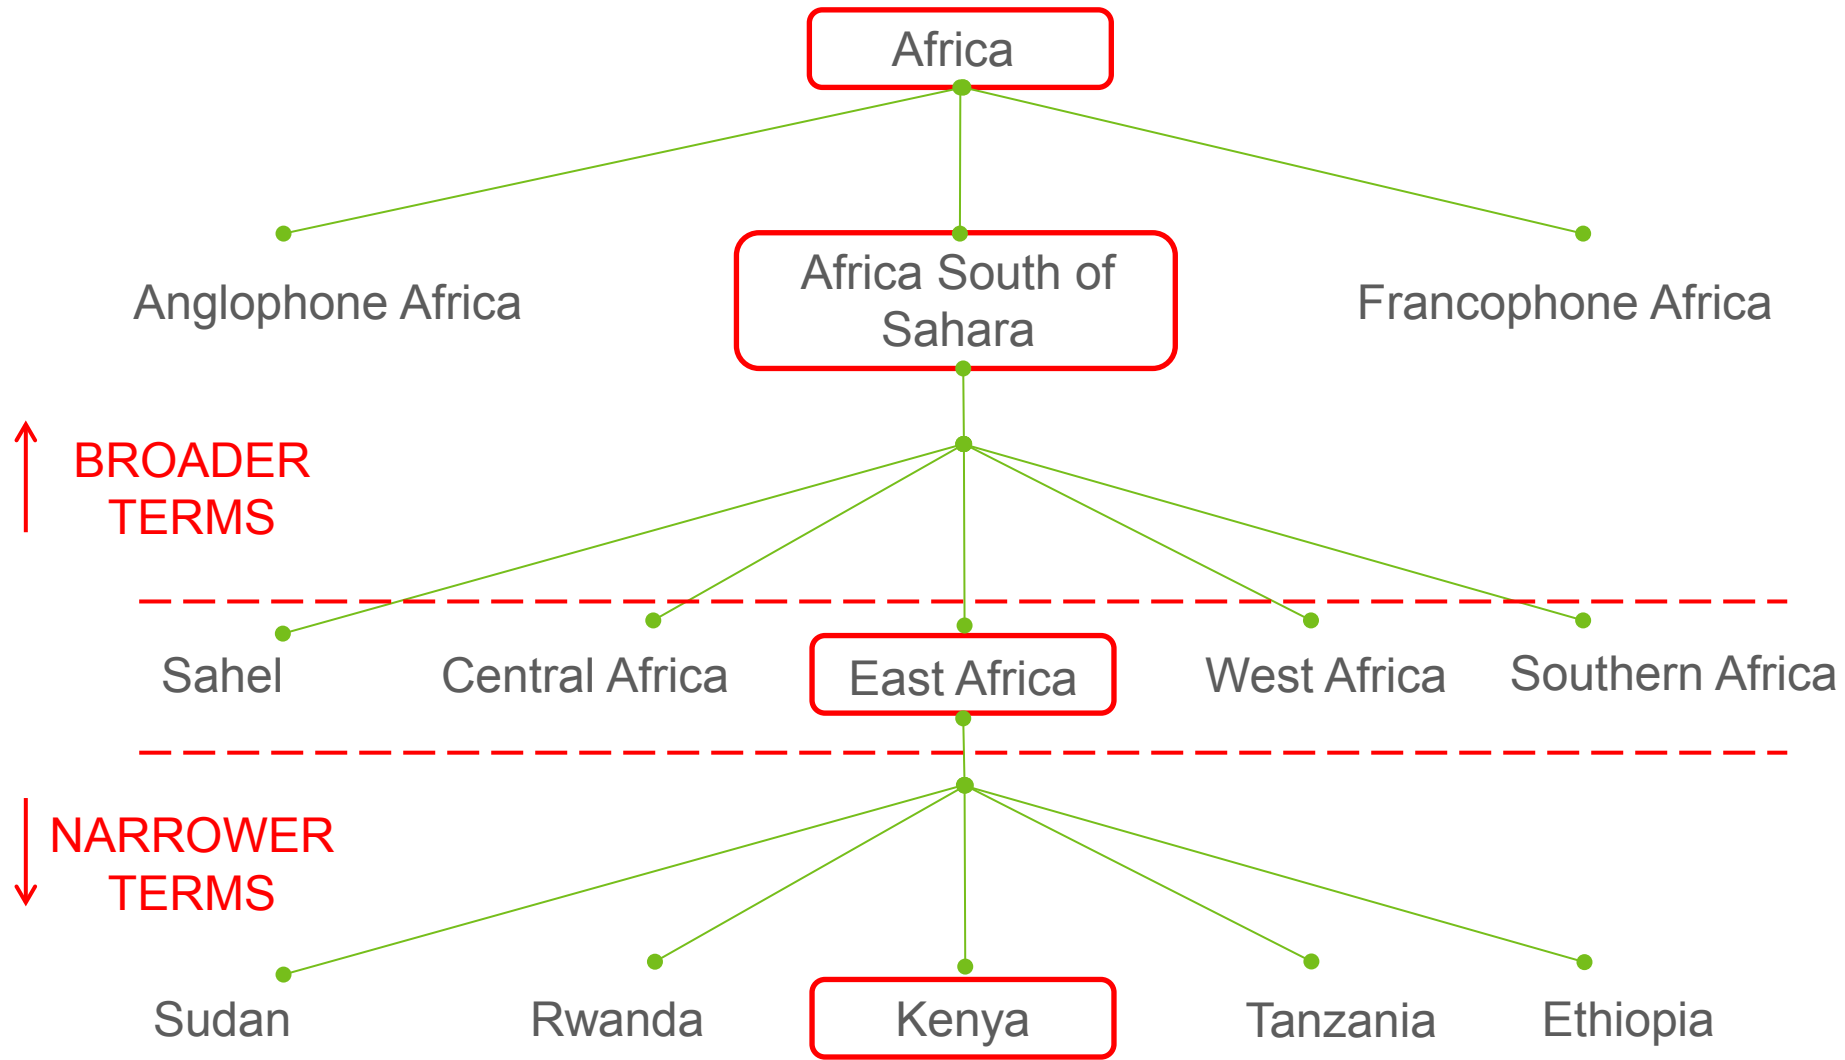 Africa
Anglophone Africa
Africa South of
Sahara
Francophone Africa
BROADER
TERMS
Sahel
Central Africa
East Africa
West Africa
Southern Africa
NARROWER
TERMS
Sudan
Rwanda
Kenya
Tanzania
Ethiopia